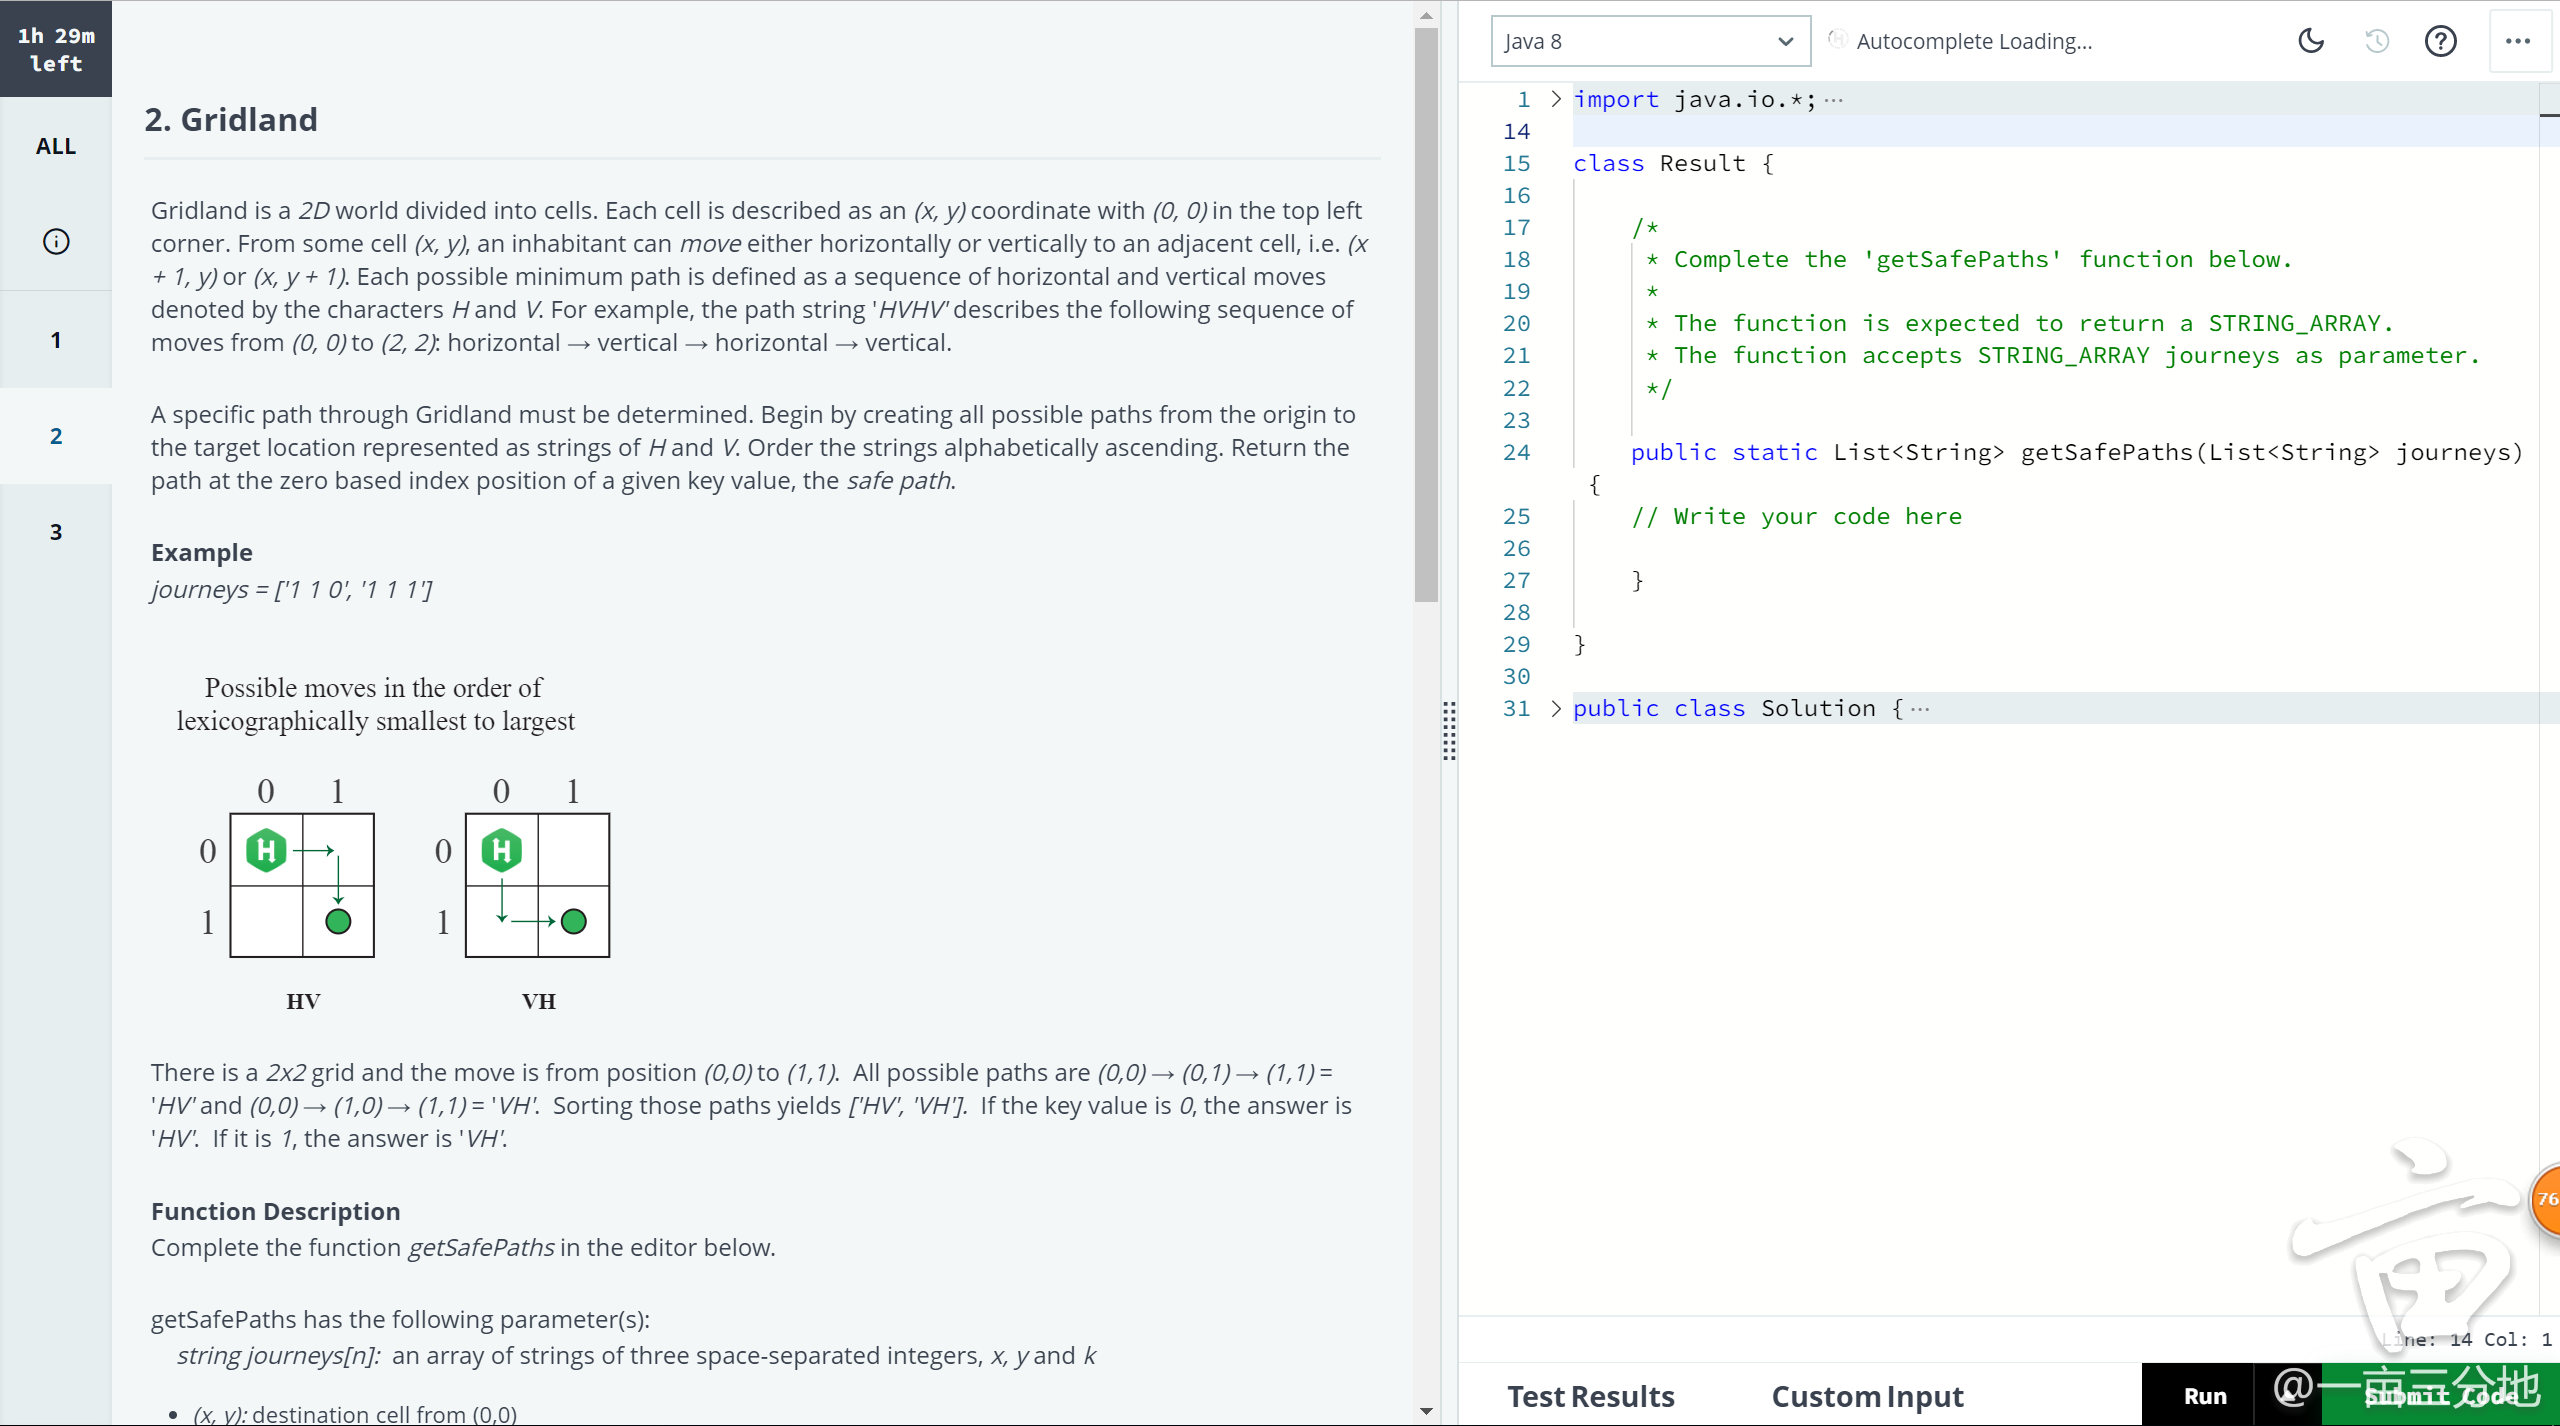 1h 29m
left
ALL
1
2
3
2. Gridland
Gridland is a 2D world divided into cells. Each cell is described as an (x, y) coordinate with (0, 0) in the top left
corner. From some cell (x, y), an inhabitant can move either horizontally or vertically to an adjacent cell, i.e. (x
+ 1, y) or (x, y + 1). Each possible minimum path is defined as a sequence of horizontal and vertical moves
denoted by the characters H and V. For example, the path string 'HVHV' describes the following sequence of
moves from (0, 0) to (2, 2): horizontal → vertical → horizontal → vertical.
A specific path through Gridland must be determined. Begin by creating all possible paths from the origin to
the target location represented as strings of H and V. Order the strings alphabetically ascending. Return the
path at the zero based index position of a given key value, the safe path.
Example
journeys = ['1 1 0', '1 1 1']
Possible moves in the order of
lexicographically smallest to largest
0 1 0 1
0 H 0 H
1 1
HV VH
There is a 2x2 grid and the move is from position (0,0) to (1,1). All possible paths are (0,0) → (0,1) → (1,1) =
'HV' and (0,0) → (1,0) → (1,1) = 'VH'. Sorting those paths yields ['HV', 'VH']. If the key value is 0, the answer is
'HV'. If it is 1, the answer is 'VH'.
Function Description
Complete the function getSafePaths in the editor below.
getSafePaths has the following parameter(s):
string journeys[n]: an array of strings of three space-separated integers, x, y and k
• (x, y): destination cell from (0,0)
Java 8
Autocomplete Loading...
1 import java.io.*;
14
15 class Result {
16
17 /*
18 * Complete the 'getSafePaths' function below.
19 *
20 * The function is expected to return a STRING_ARRAY.
21 * The function accepts STRING_ARRAY journeys as parameter.
22 */
23
24 public static List<String> getSafePaths(List<String> journeys)
{
25 // Write your code here
26
27 }
28
29 }
30
31 public class Solution {
76
亩
Line: 14 Col: 1
Test Results
Custom Input
Run
Submit Code
@一亩三分地